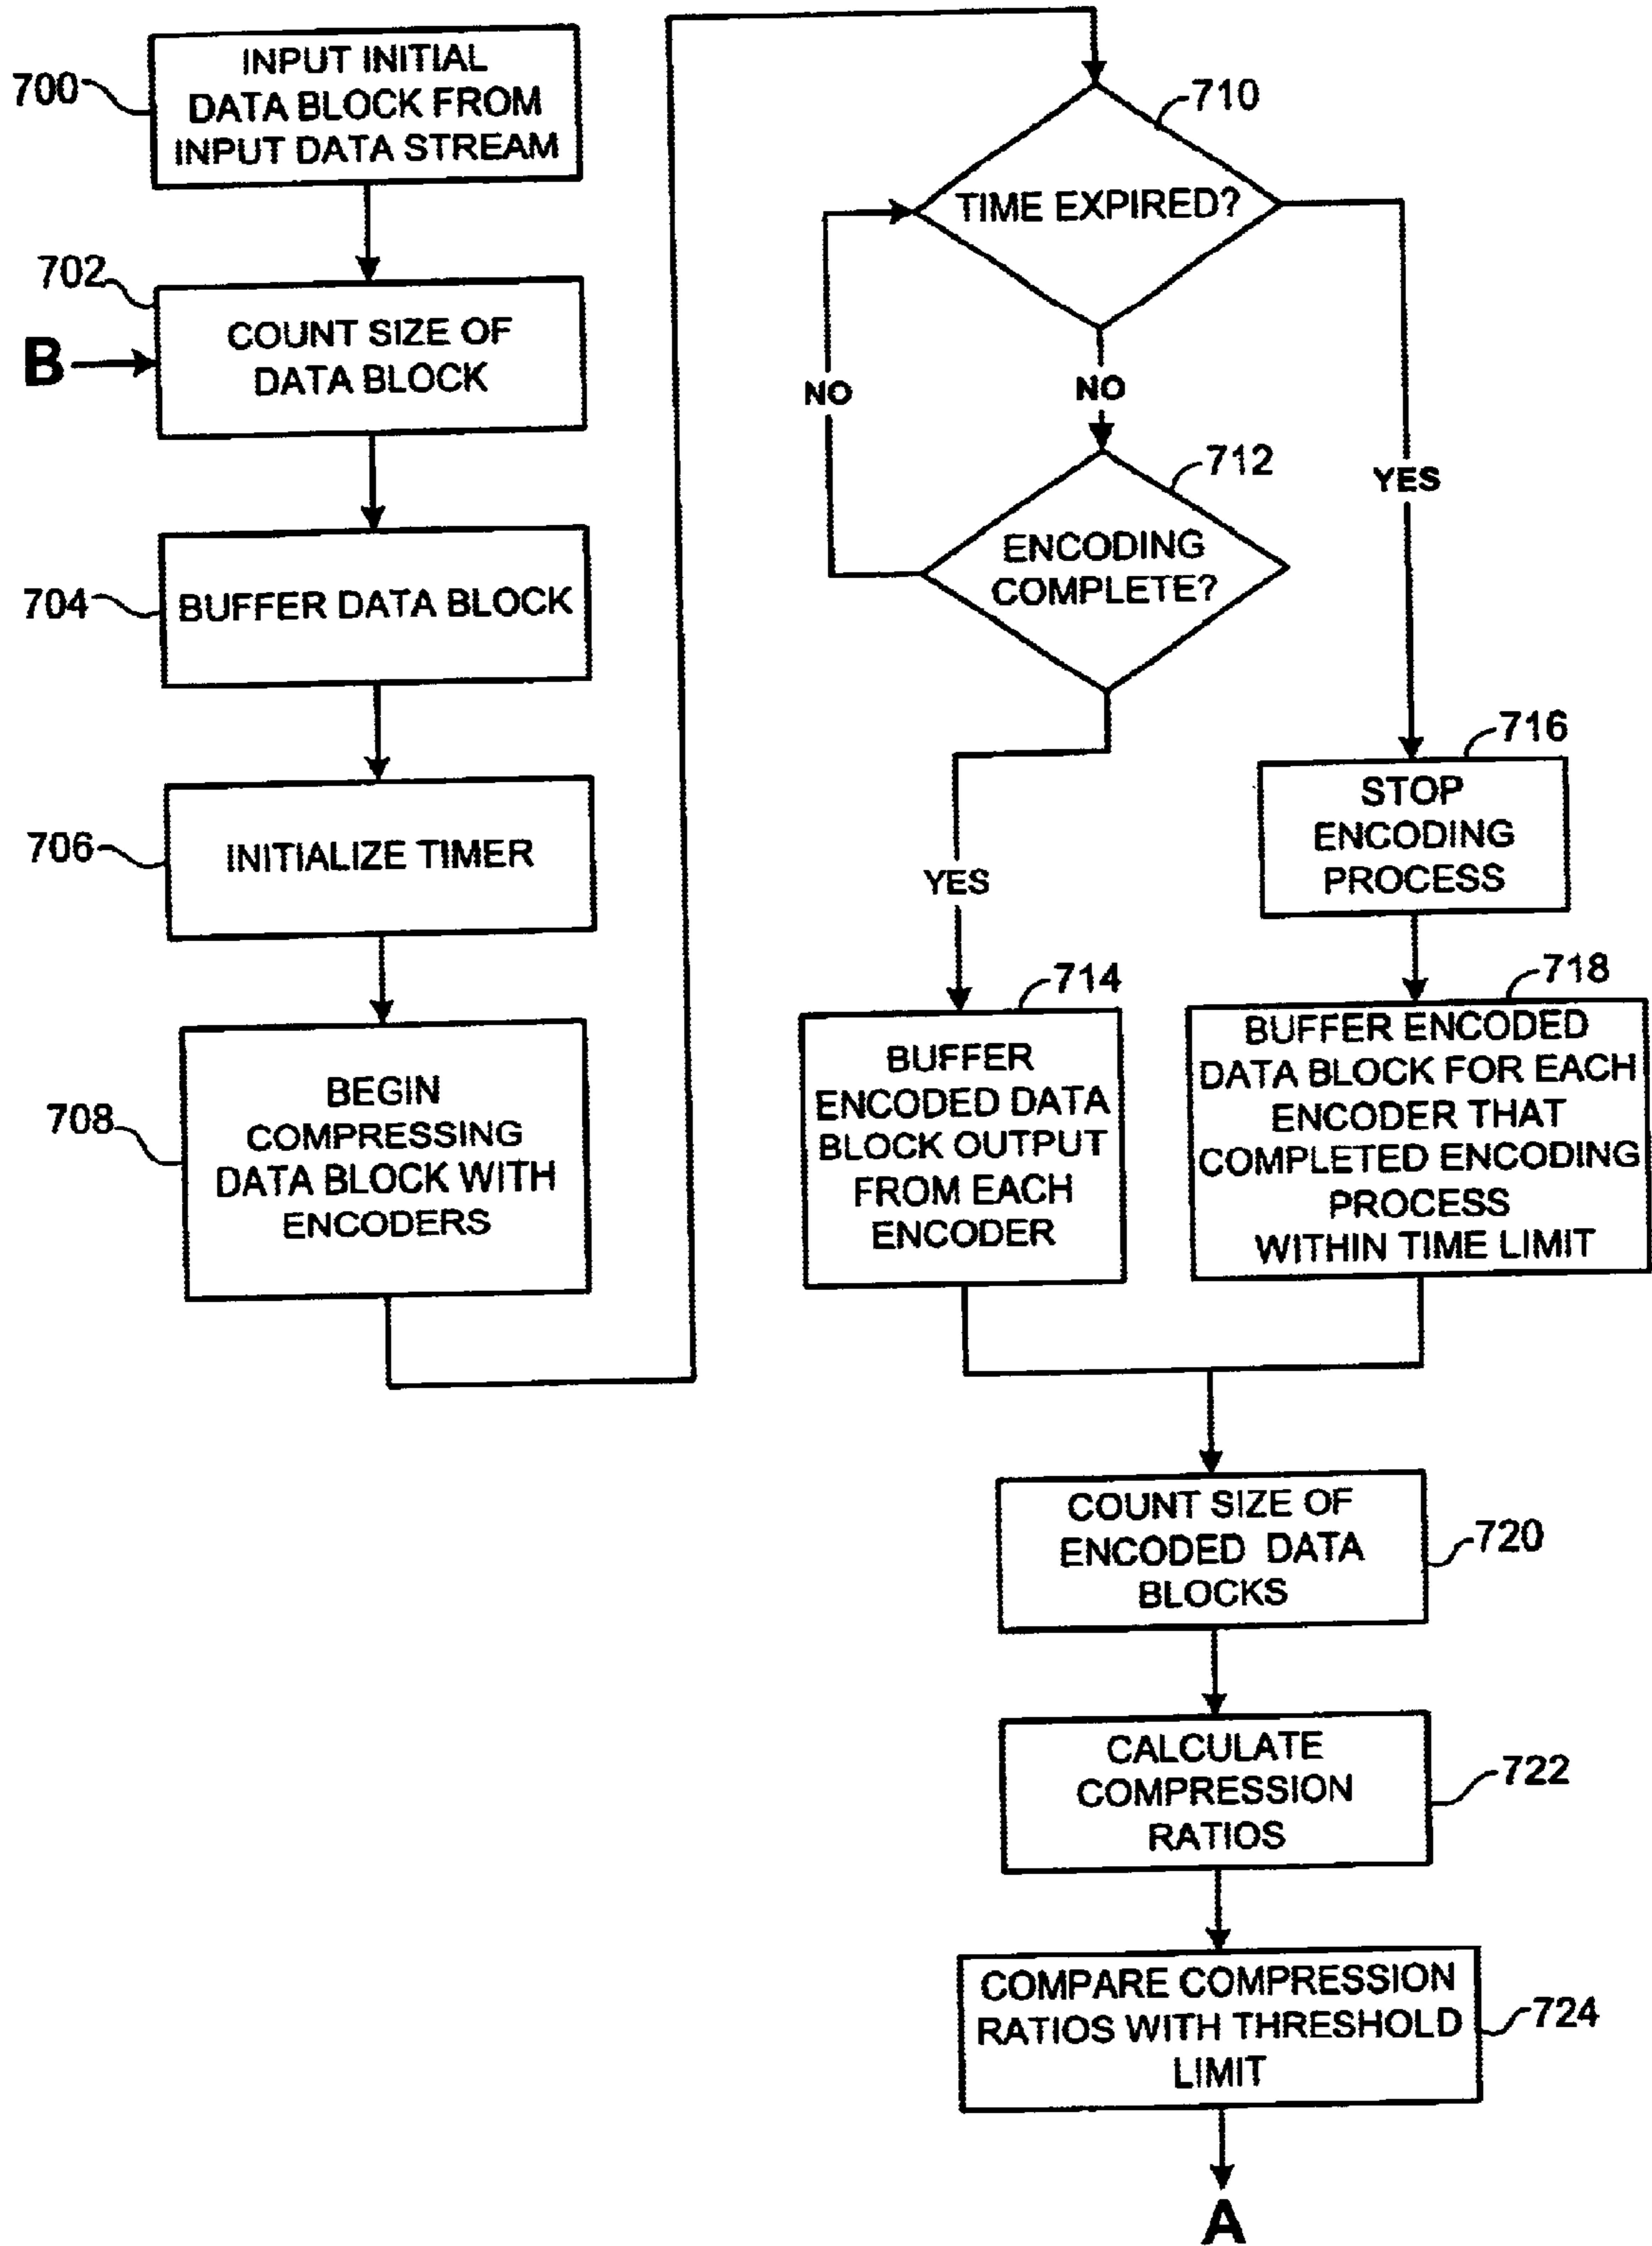 700
INPUT INITIAL
DATA BLOCK FROM
INPUT DATA STREAM
702
B
COUNT SIZE OF
DATA BLOCK
704
BUFFER DATA BLOCK
706
INITIALIZE TIMER
708
BEGIN
COMPRESSING
DATA BLOCK WITH
ENCODERS
710
TIME EXPIRED?
NO
NO
YES
712
ENCODING
COMPLETE?
YES
716
STOP
ENCODING
PROCESS
714
BUFFER
ENCODED DATA
BLOCK OUTPUT
FROM EACH
ENCODER
718
BUFFER ENCODED
DATA BLOCK FOR EACH
ENCODER THAT
COMPLETED ENCODING
PROCESS
WITHIN TIME LIMIT
COUNT SIZE OF
ENCODED DATA
BLOCKS
720
CALCULATE
COMPRESSION
RATIOS
722
COMPARE COMPRESSION
RATIOS WITH THRESHOLD
LIMIT
724
A